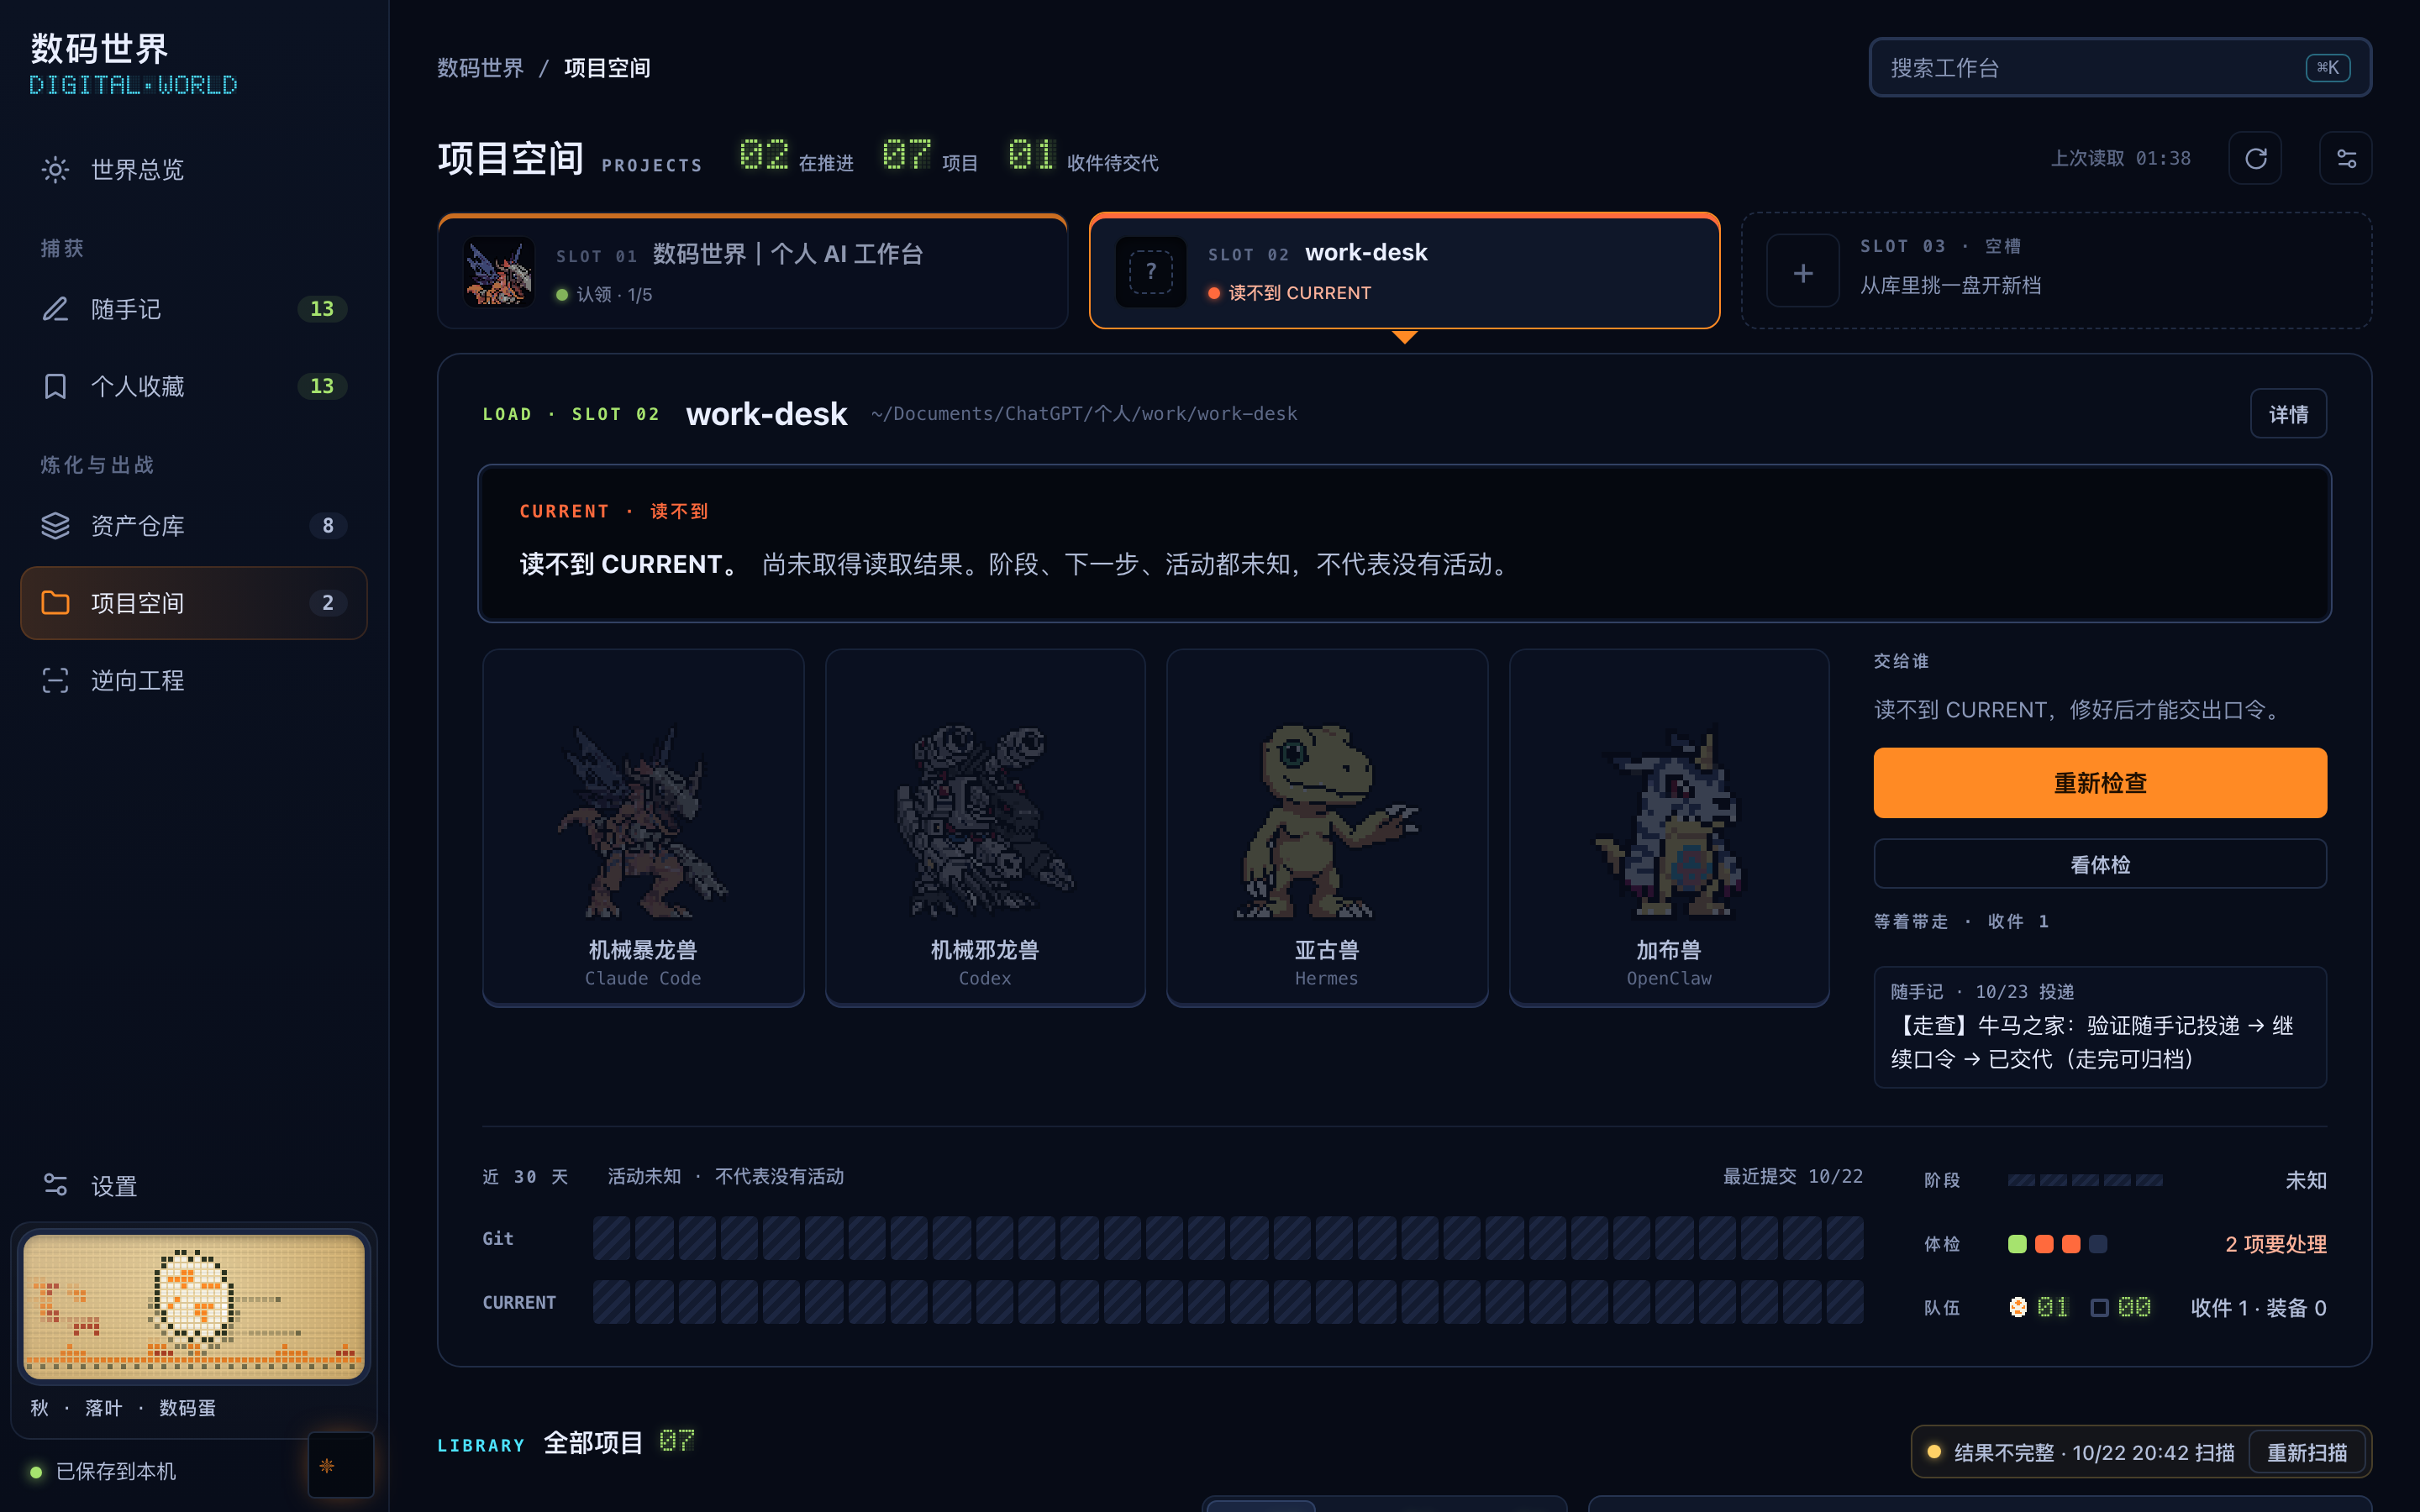 数码世界
DIGITAL·WORLD
世界总览
捕获
随手记 13
个人收藏 13
炼化与出战
资产仓库 8
项目空间 2
逆向工程
设置
秋 · 落叶 · 数码蛋
已保存到本机
数码世界 / 项目空间
搜索工作台 ⌘K
项目空间 PROJECTS 02 在推进 07 项目 01 收件待交代
上次读取 01:38
SLOT 01 数码世界｜个人 AI 工作台
认领 · 1/5
?
SLOT 02 work-desk
读不到 CURRENT
+
SLOT 03 · 空槽
从库里挑一盘开新档
LOAD · SLOT 02 work-desk ~/Documents/ChatGPT/个人/work/work-desk
详情
CURRENT · 读不到
读不到 CURRENT。 尚未取得读取结果。阶段、下一步、活动都未知，不代表没有活动。
机械暴龙兽
Claude Code
机械邪龙兽
Codex
亚古兽
Hermes
加布兽
OpenClaw
交给谁
读不到 CURRENT，修好后才能交出口令。
重新检查
看体检
等着带走 · 收件 1
随手记 · 10/23 投递
【走查】牛马之家：验证随手记投递 → 继
续口令 → 已交代（走完可归档）
近 30 天 活动未知 · 不代表没有活动 最近提交 10/22
Git
CURRENT
阶段 未知
体检 2 项要处理
队伍 01 00 收件 1 · 装备 0
LIBRARY 全部项目 07
结果不完整 · 10/22 20:42 扫描 重新扫描